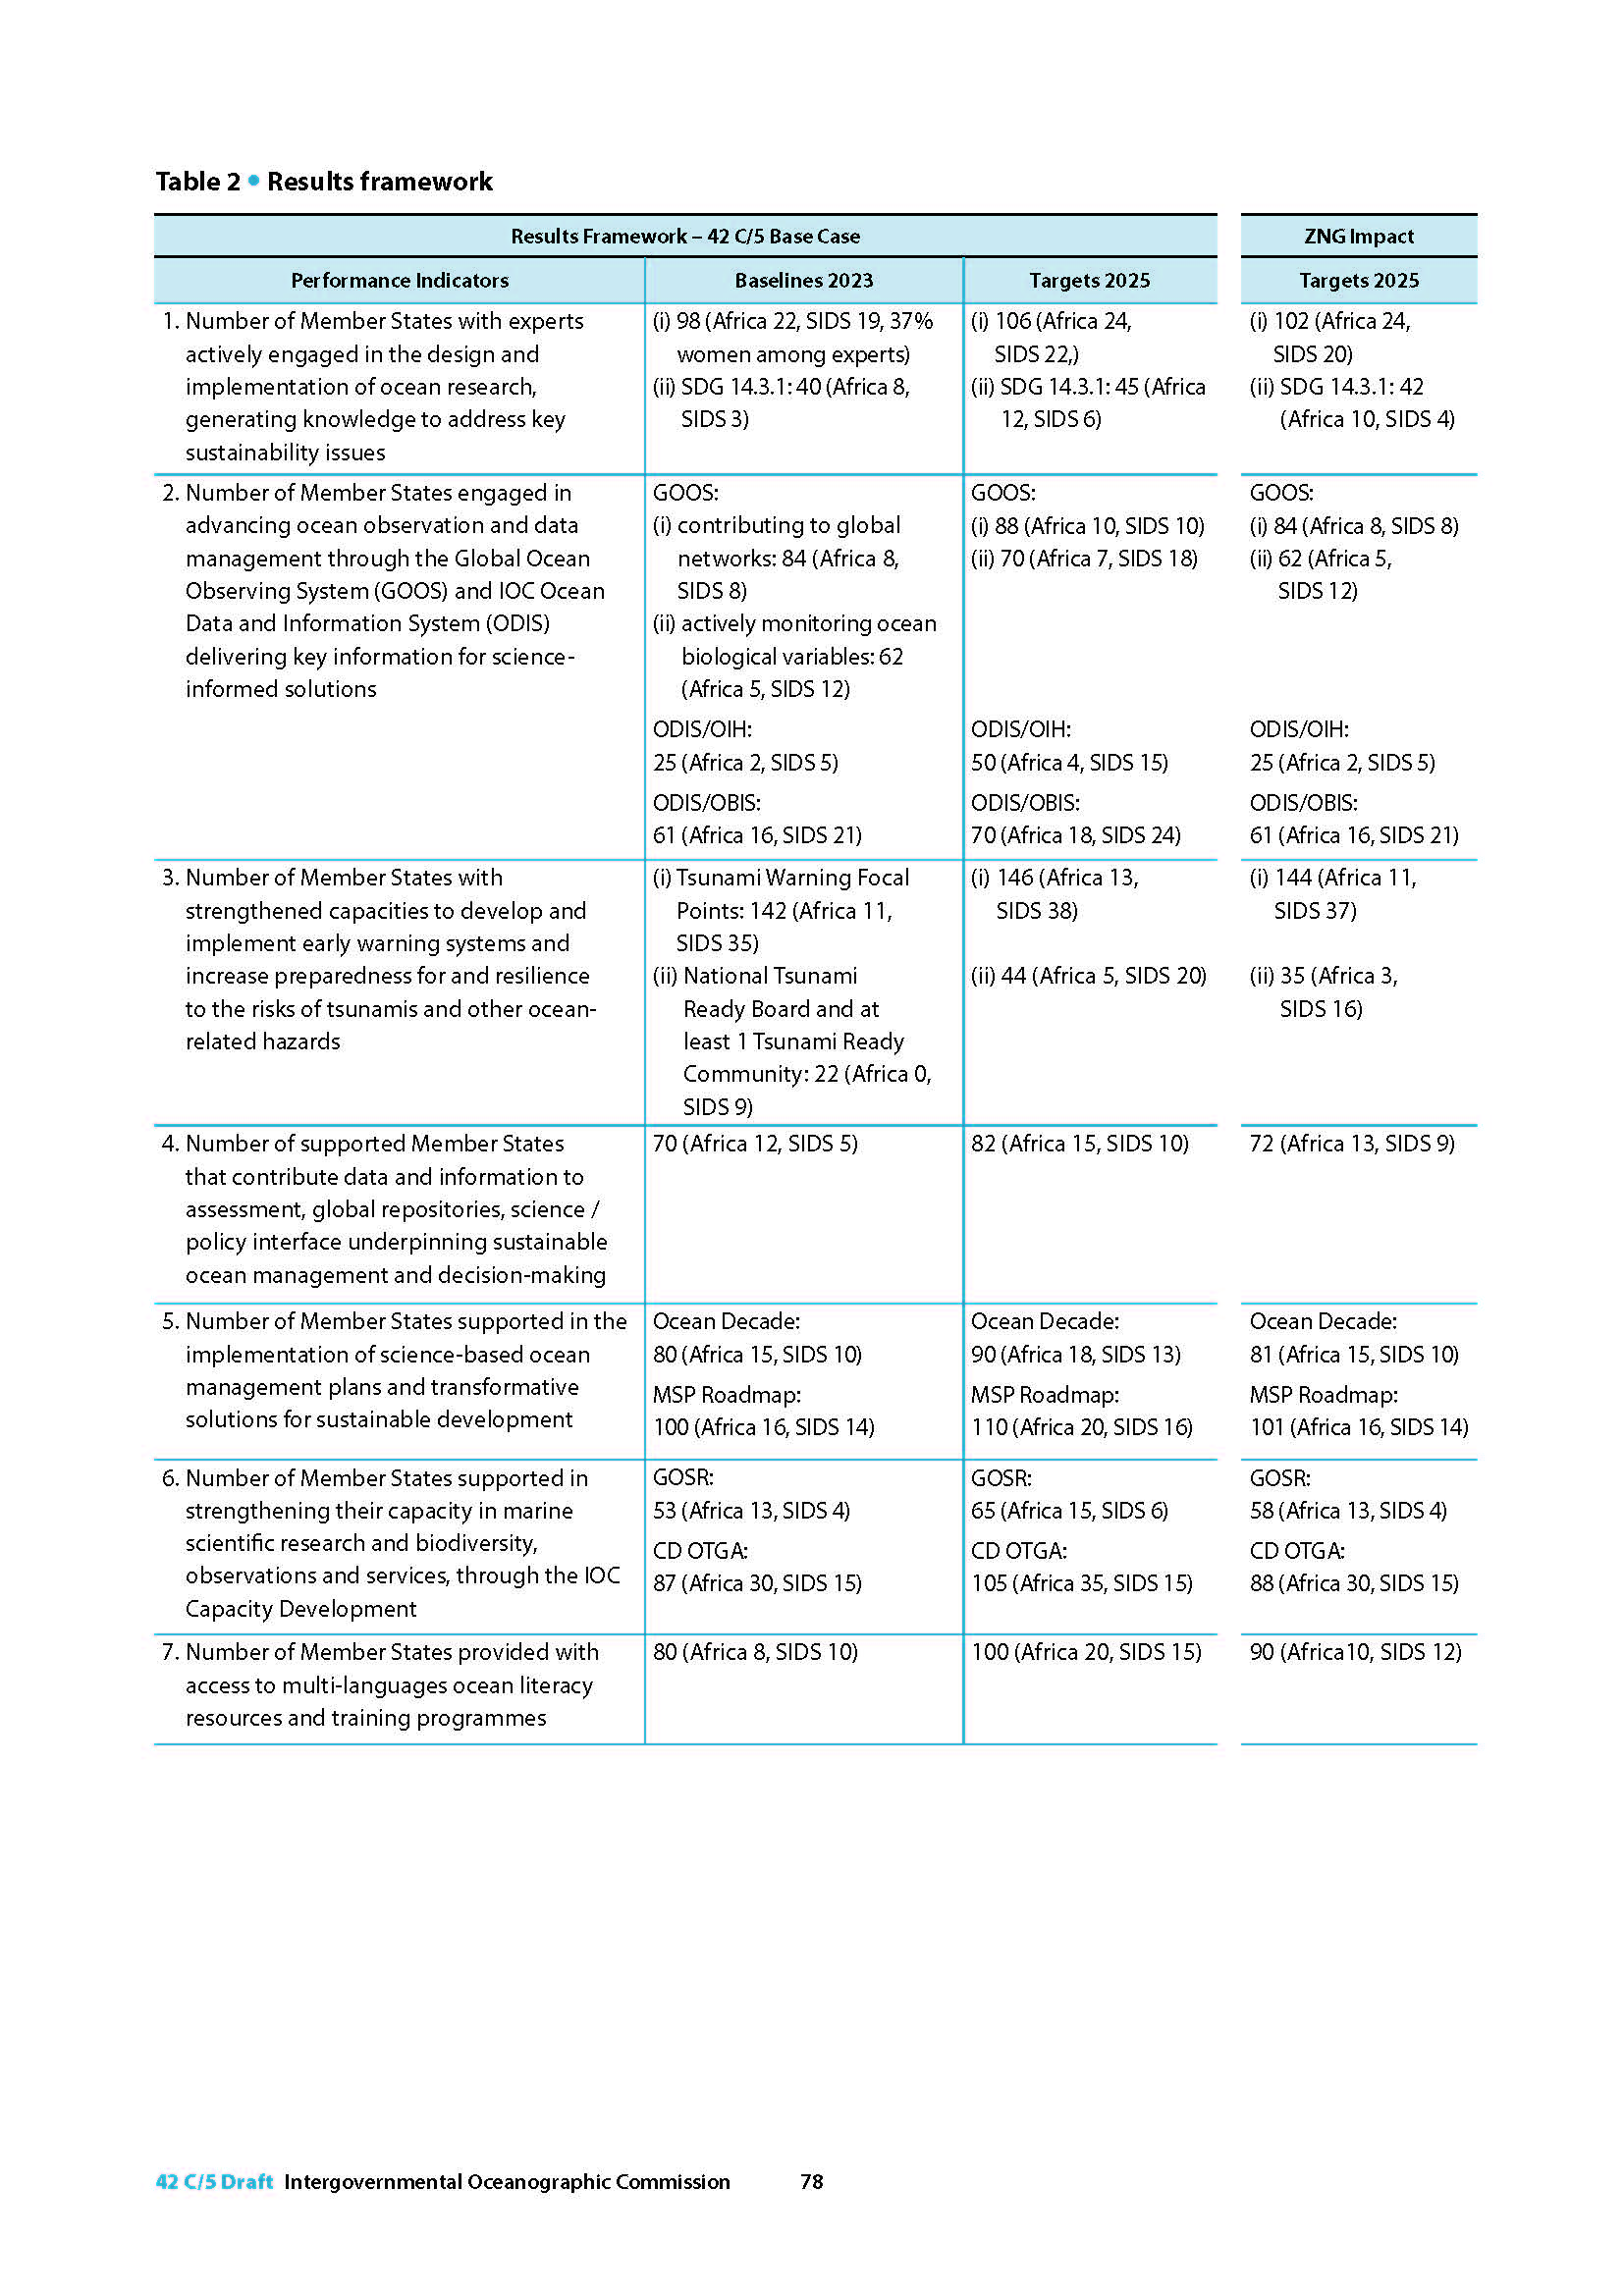 Table 2 • Results framework
Results Framework – 42 C/5 Base Case
ZNG Impact
Performance Indicators
Baselines 2023
Targets 2025
Targets 2025
1. Number of Member States with experts
actively engaged in the design and
implementation of ocean research,
generating knowledge to address key
sustainability issues
(i) 98 (Africa 22, SIDS 19, 37%
women among experts)
(ii) SDG 14.3.1: 40 (Africa 8,
SIDS 3)
(i) 106 (Africa 24,
SIDS 22,)
(ii) SDG 14.3.1: 45 (Africa
12, SIDS 6)
(i) 102 (Africa 24,
SIDS 20)
(ii) SDG 14.3.1: 42
(Africa 10, SIDS 4)
2. Number of Member States engaged in
advancing ocean observation and data
management through the Global Ocean
Observing System (GOOS) and IOC Ocean
Data and Information System (ODIS)
delivering key information for science-
informed solutions
GOOS:
(i) contributing to global
networks: 84 (Africa 8,
SIDS 8)
(ii) actively monitoring ocean
biological variables: 62
(Africa 5, SIDS 12)
ODIS/OIH:
25 (Africa 2, SIDS 5)
ODIS/OBIS:
61 (Africa 16, SIDS 21)
GOOS:
(i) 88 (Africa 10, SIDS 10)
(ii) 70 (Africa 7, SIDS 18)
ODIS/OIH:
50 (Africa 4, SIDS 15)
ODIS/OBIS:
70 (Africa 18, SIDS 24)
GOOS:
(i) 84 (Africa 8, SIDS 8)
(ii) 62 (Africa 5,
SIDS 12)
ODIS/OIH:
25 (Africa 2, SIDS 5)
ODIS/OBIS:
61 (Africa 16, SIDS 21)
3. Number of Member States with
strengthened capacities to develop and
implement early warning systems and
increase preparedness for and resilience
to the risks of tsunamis and other ocean-
related hazards
(i) Tsunami Warning Focal
Points: 142 (Africa 11,
SIDS 35)
(ii) National Tsunami
Ready Board and at
least 1 Tsunami Ready
Community: 22 (Africa 0,
SIDS 9)
(i) 146 (Africa 13,
SIDS 38)
(ii) 44 (Africa 5, SIDS 20)
(i) 144 (Africa 11,
SIDS 37)
(ii) 35 (Africa 3,
SIDS 16)
4. Number of supported Member States
that contribute data and information to
assessment, global repositories, science /
policy interface underpinning sustainable
ocean management and decision-making
70 (Africa 12, SIDS 5)
82 (Africa 15, SIDS 10)
72 (Africa 13, SIDS 9)
5. Number of Member States supported in the
implementation of science-based ocean
management plans and transformative
solutions for sustainable development
Ocean Decade:
80 (Africa 15, SIDS 10)
MSP Roadmap:
100 (Africa 16, SIDS 14)
Ocean Decade:
90 (Africa 18, SIDS 13)
MSP Roadmap:
110 (Africa 20, SIDS 16)
Ocean Decade:
81 (Africa 15, SIDS 10)
MSP Roadmap:
101 (Africa 16, SIDS 14)
6. Number of Member States supported in
strengthening their capacity in marine
scientific research and biodiversity,
observations and services, through the IOC
Capacity Development
GOSR:
53 (Africa 13, SIDS 4)
CD OTGA:
87 (Africa 30, SIDS 15)
GOSR:
65 (Africa 15, SIDS 6)
CD OTGA:
105 (Africa 35, SIDS 15)
GOSR:
58 (Africa 13, SIDS 4)
CD OTGA:
88 (Africa 30, SIDS 15)
7. Number of Member States provided with
access to multi-languages ocean literacy
resources and training programmes
80 (Africa 8, SIDS 10)
100 (Africa 20, SIDS 15)
90 (Africa10, SIDS 12)
42 C/5 Draft Intergovernmental Oceanographic Commission 78